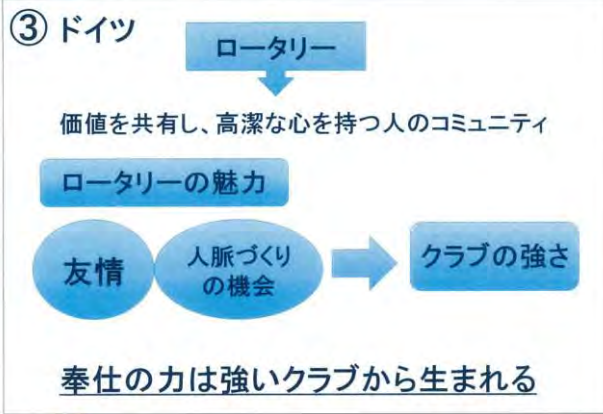 ③ドイツ
ロータリー
価値を共有し、高潔な心を持つ人のコミュニティ
ロータリーの魅力
友情
人脈づくり
の機会
クラブの強さ
奉仕の力は強いクラブから生まれる